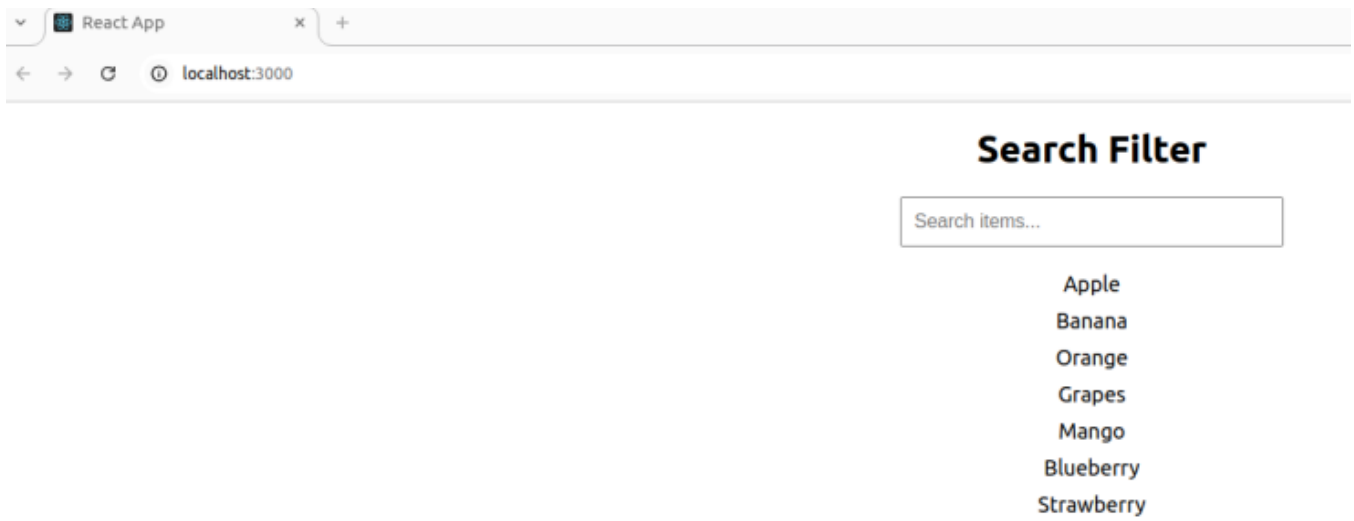 React App
localhost:3000
Search Filter
Search items...
Apple
Banana
Orange
Grapes
Mango
Blueberry
Strawberry